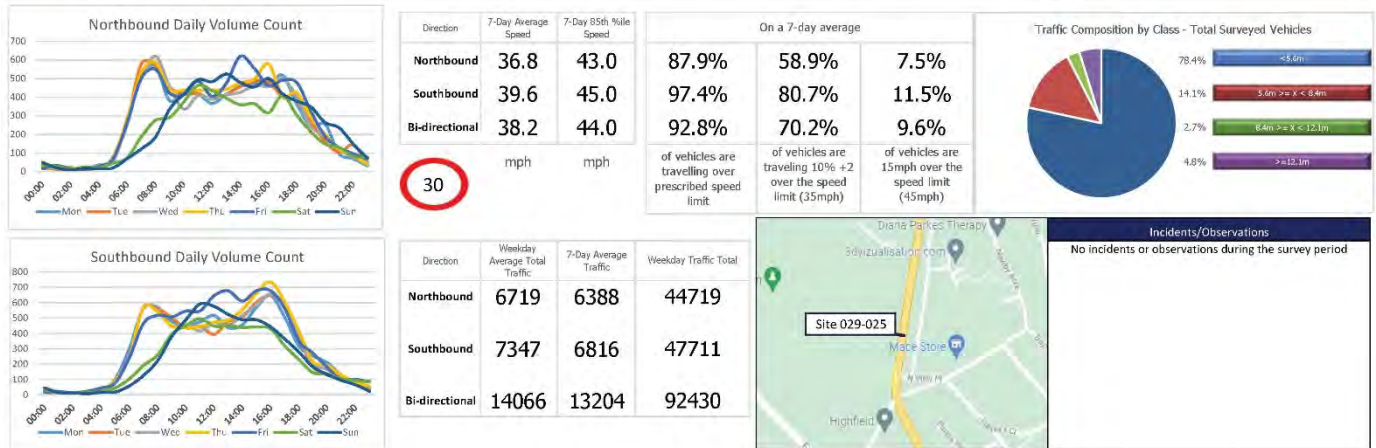 Northbound Daily Volume Count
700
600
500
400
300
200
100
0
00:00
02:00
04:00
06:00
08:00
10:00
12:00
14:00
16:00
18:00
20:00
22:00
Mon Tue Wed Thu Fri Sat Sun
Direction 7-Day Average Speed 7-Day 85th %ile Speed
Northbound 36.8 43.0
Southbound 39.6 45.0
Bi-directional 38.2 44.0
mph mph
30
On a 7-day average
87.9% 58.9% 7.5%
97.4% 80.7% 11.5%
92.8% 70.2% 9.6%
of vehicles are travelling over prescribed speed limit
of vehicles are traveling 10% +2 over the speed limit (35mph)
of vehicles are 15mph over the speed limit (45mph)
Traffic Composition by Class - Total Surveyed Vehicles
78.4% <5.6m
14.1% 5.6m >= X < 8.4m
2.7% 8.4m >= X < 12.1m
4.8% >=12.1m
Southbound Daily Volume Count
800
700
600
500
400
300
200
100
0
00:00
02:00
04:00
06:00
08:00
10:00
12:00
14:00
16:00
18:00
20:00
22:00
Mon Tue Wed Thu Fri Sat Sun
Direction Weekday Average Total Traffic 7-Day Average Traffic Weekday Traffic Total
Northbound 6719 6388 44719
Southbound 7347 6816 47711
Bi-directional 14066 13204 92430
Diana Parkes Therapy
3dvizualisation.com
Site 029-025
Mace Store
Highfield
Incidents/Observations
No incidents or observations during the survey period